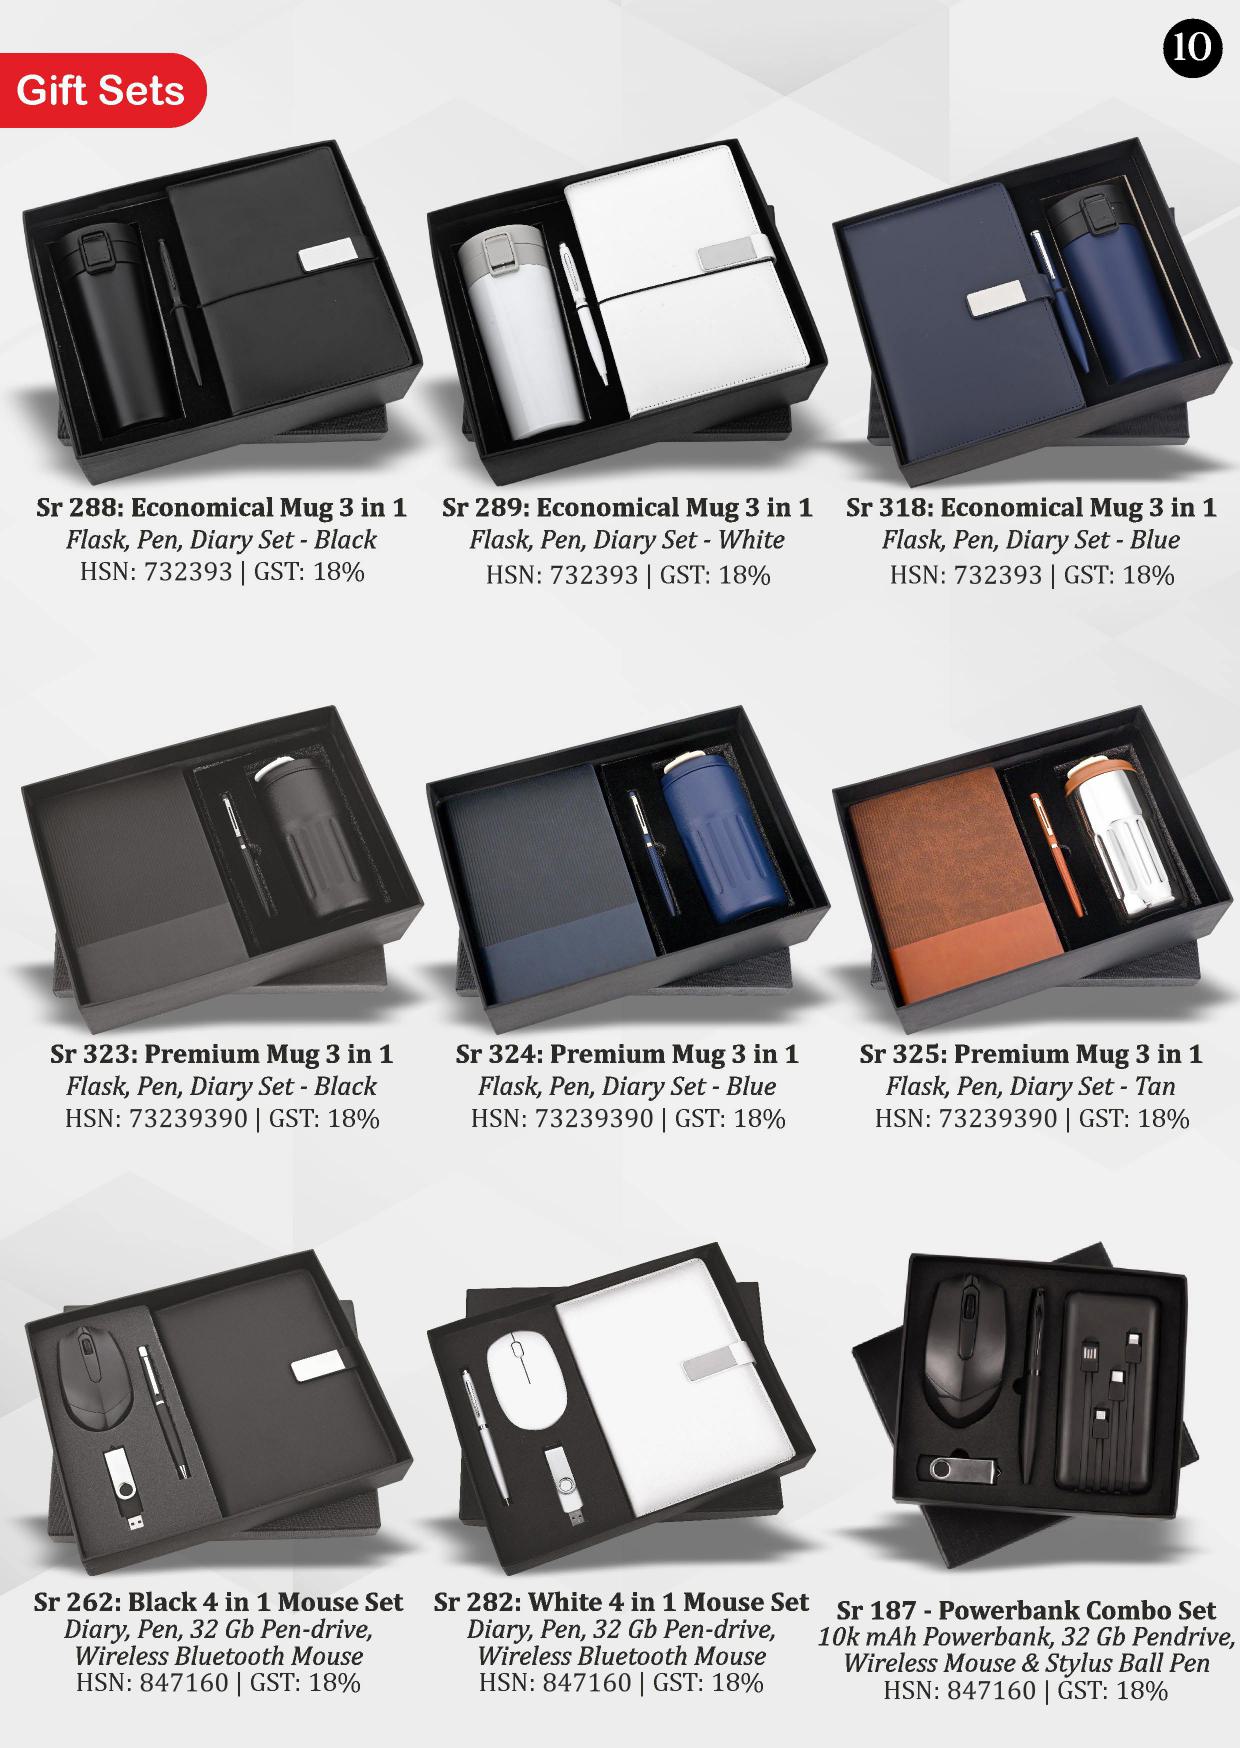 10
Gift Sets
Sr 288: Economical Mug 3 in 1
Flask, Pen, Diary Set - Black
HSN: 732393 | GST: 18%
Sr 289: Economical Mug 3 in 1
Flask, Pen, Diary Set - White
HSN: 732393 | GST: 18%
Sr 318: Economical Mug 3 in 1
Flask, Pen, Diary Set - Blue
HSN: 732393 | GST: 18%
Sr 323: Premium Mug 3 in 1
Flask, Pen, Diary Set - Black
HSN: 73239390 | GST: 18%
Sr 324: Premium Mug 3 in 1
Flask, Pen, Diary Set - Blue
HSN: 73239390 | GST: 18%
Sr 325: Premium Mug 3 in 1
Flask, Pen, Diary Set - Tan
HSN: 73239390 | GST: 18%
Sr 262: Black 4 in 1 Mouse Set
Diary, Pen, 32 Gb Pen-drive,
Wireless Bluetooth Mouse
HSN: 847160 | GST: 18%
Sr 282: White 4 in 1 Mouse Set
Diary, Pen, 32 Gb Pen-drive,
Wireless Bluetooth Mouse
HSN: 847160 | GST: 18%
Sr 187 - Powerbank Combo Set
10k mAh Powerbank, 32 Gb Pendrive,
Wireless Mouse & Stylus Ball Pen
HSN: 847160 | GST: 18%